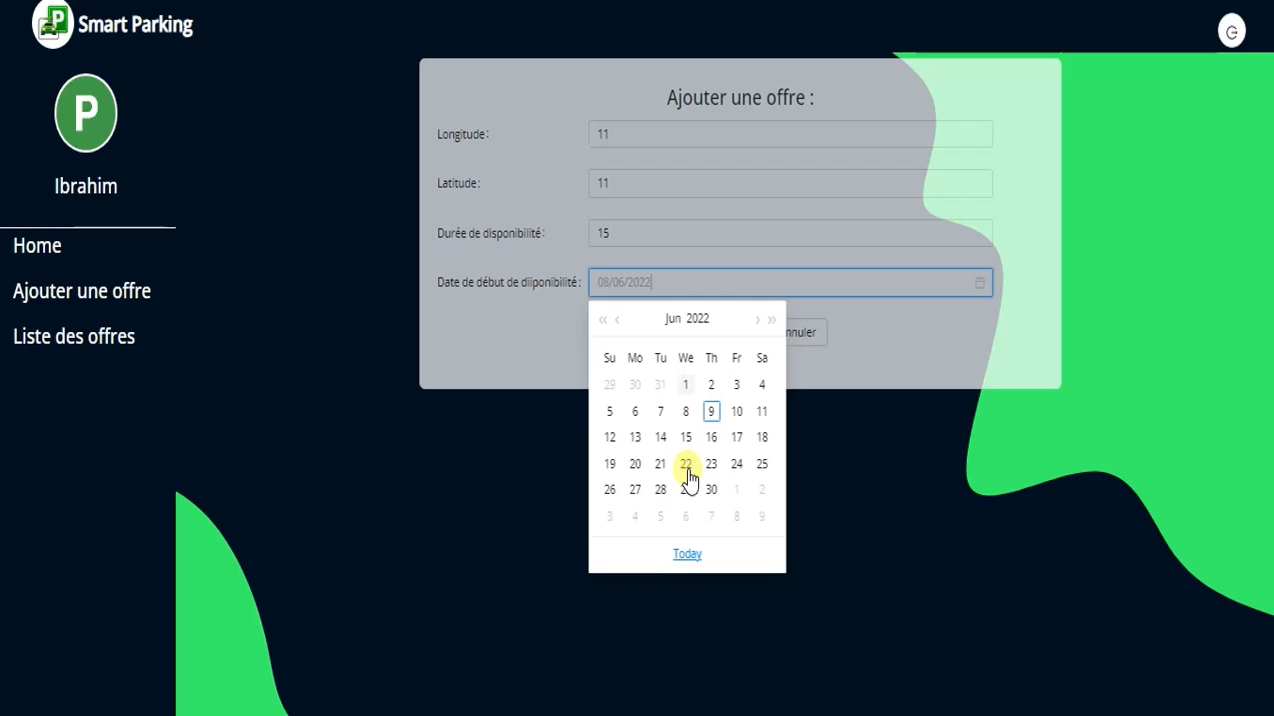 P
Smart Parking
P
Ibrahim
Home
Ajouter une offre
Liste des offres
Ajouter une offre :
Longitude:
11
Latitude:
11
Durée de disponibilité:
15
Date de début de diiponibilité:
08/06/2022
nnuler
« ‹ Jun 2022 › »
Su Mo Tu We Th Fr Sa
29 30 31 1 2 3 4
5 6 7 8 9 10 11
12 13 14 15 16 17 18
19 20 21 22 23 24 25
26 27 28 30 1 2
3 4 5 6 7 8 9
Today